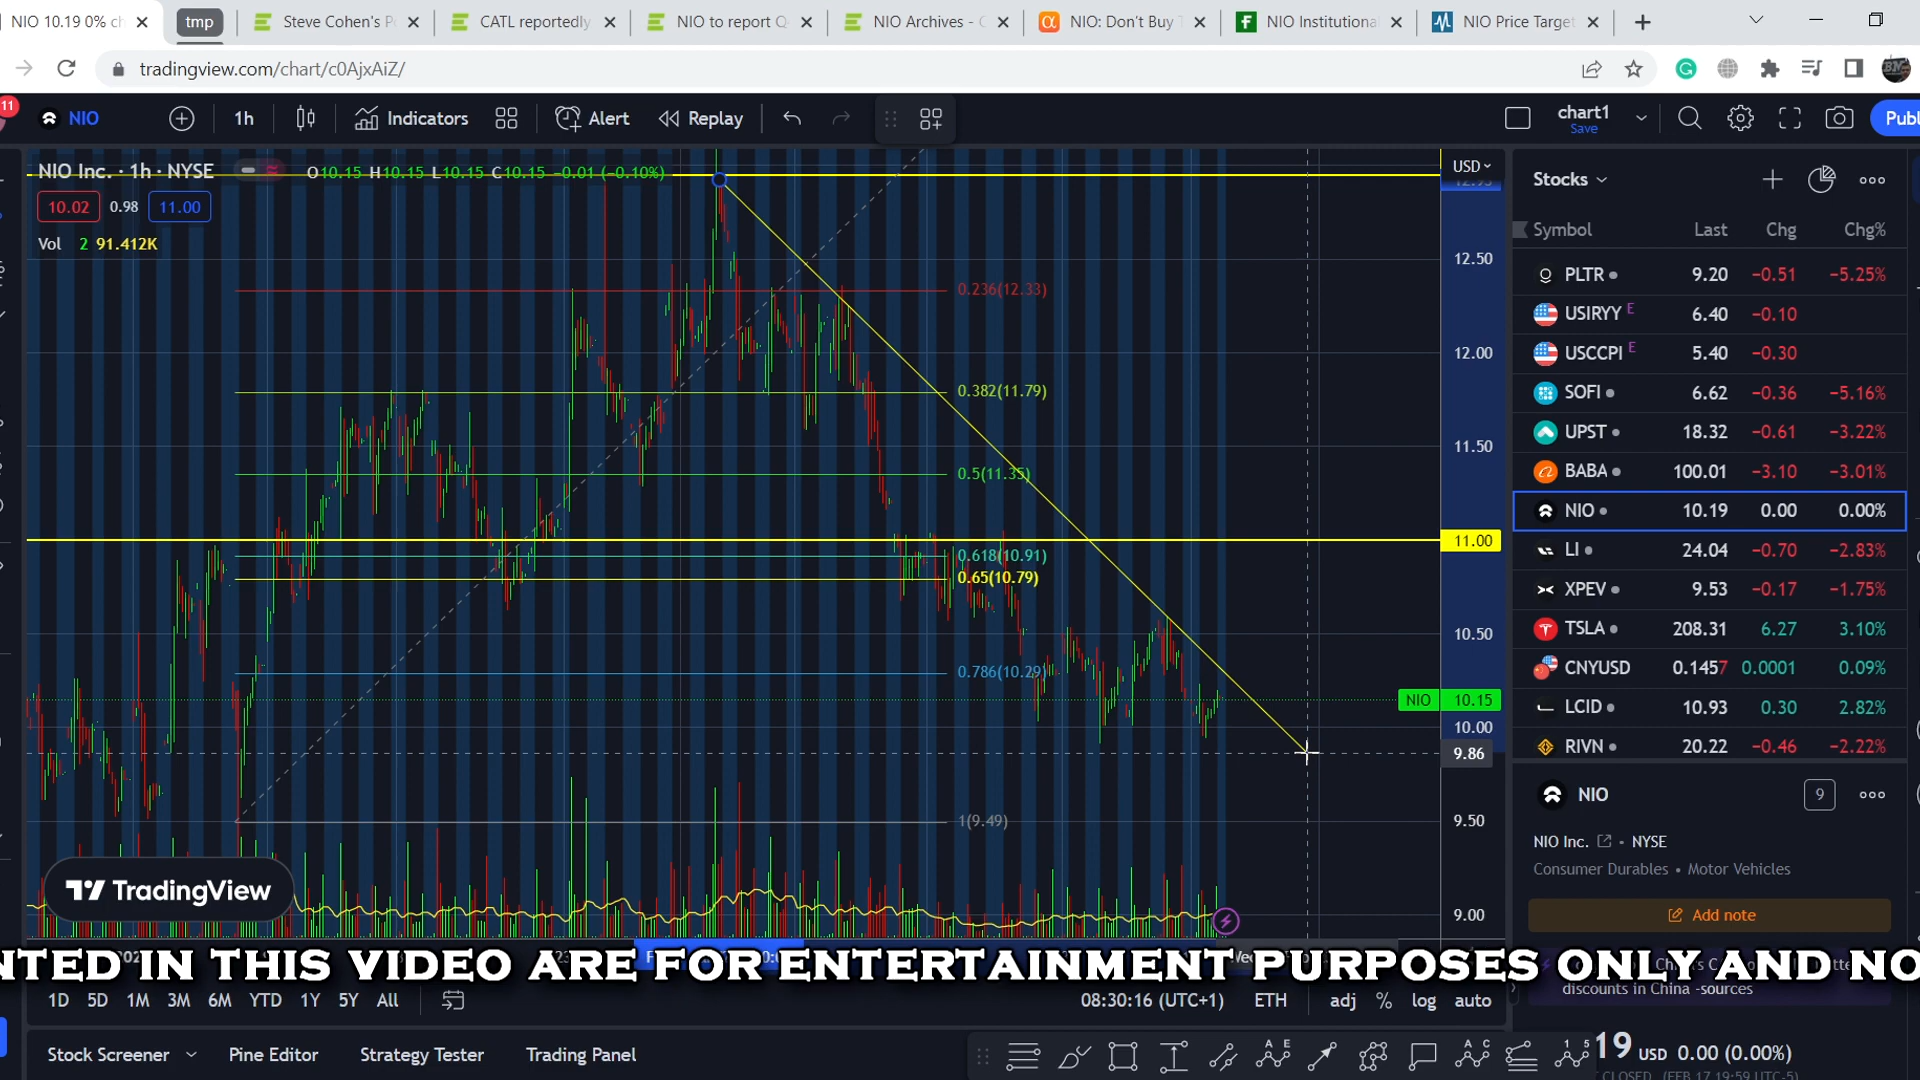 NIO 10.19 0% ch
tmp
Steve Cohen's P
CATL reportedly
NIO to report Q
NIO Archives - C
NIO: Don't Buy T
NIO Institutional
NIO Price Target
tradingview.com/chart/c0AjxAiZ/
11
NIO
1h
Indicators
Alert
Replay
chart1
Save
Publ
NIO Inc. · 1h · NYSE
O10.15 H10.15 L10.15 C10.15 −0.01 (−0.10%)
USD
10.02 0.98 11.00
Vol 2 91.412K
12.50
12.00
11.50
11.00
10.50
NIO 10.15
10.00
9.86
9.50
9.00
0.236(12.33)
0.382(11.79)
0.5(11.35)
0.618(10.91)
0.65(10.79)
0.786(10.29)
1(9.49)
TradingView
Stocks
Symbol Last Chg Chg%
PLTR 9.20 −0.51 −5.25%
USIRYY E 6.40 −0.10
USCCPI E 5.40 −0.30
SOFI 6.62 −0.36 −5.16%
UPST 18.32 −0.61 −3.22%
BABA 100.01 −3.10 −3.01%
NIO 10.19 0.00 0.00%
LI 24.04 −0.70 −2.83%
XPEV 9.53 −0.17 −1.75%
TSLA 208.31 6.27 3.10%
CNYUSD 0.1457 0.0001 0.09%
LCID 10.93 0.30 2.82%
RIVN 20.22 −0.46 −2.22%
NIO
9
NIO Inc. • NYSE
Consumer Durables • Motor Vehicles
Add note
NTED IN THIS VIDEO ARE FOR ENTERTAINMENT PURPOSES ONLY AND NO
discounts in China -sources
1D 5D 1M 3M 6M YTD 1Y 5Y All
08:30:16 (UTC+1) ETH adj % log auto
Stock Screener
Pine Editor
Strategy Tester
Trading Panel
19 USD 0.00 (0.00%)
CLOSED (FEB 17 19:59 UTC-5)